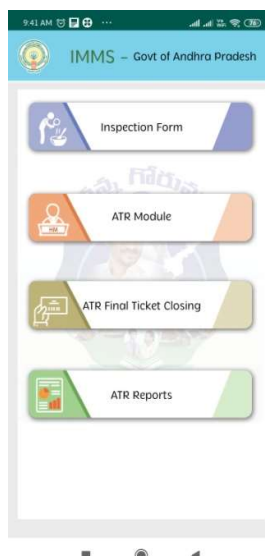 9:41 AM
76
IMMS - Govt of Andhra Pradesh
Inspection Form
ATR Module
HM
ATR Final Ticket Closing
ATR Reports